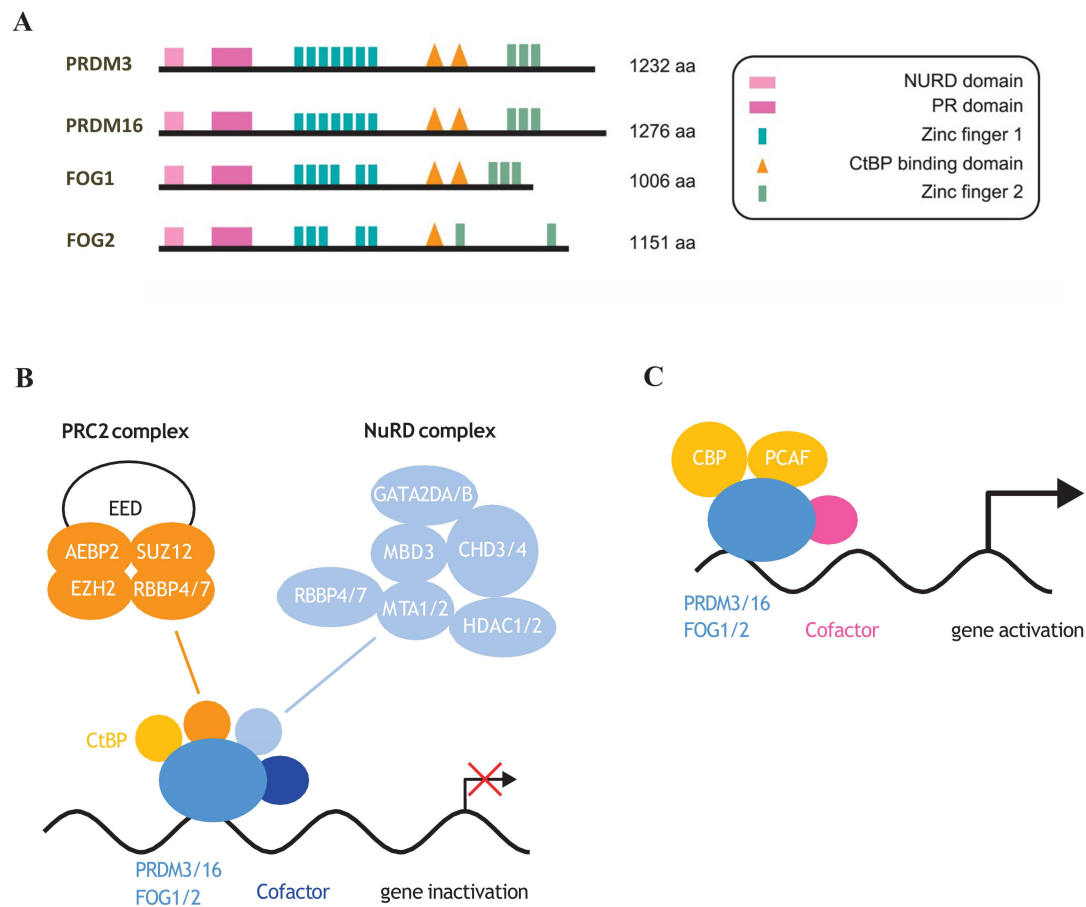 A
PRDM3
1232 aa
PRDM16
1276 aa
FOG1
1006 aa
FOG2
1151 aa
NURD domain
PR domain
Zinc finger 1
CtBP binding domain
Zinc finger 2
B
PRC2 complex
EED
AEBP2
SUZ12
EZH2
RBBP4/7
NuRD complex
GATA2DA/B
MBD3
CHD3/4
RBBP4/7
MTA1/2
HDAC1/2
CtBP
PRDM3/16
FOG1/2
Cofactor
gene inactivation
C
CBP
PCAF
PRDM3/16
FOG1/2
Cofactor
gene activation